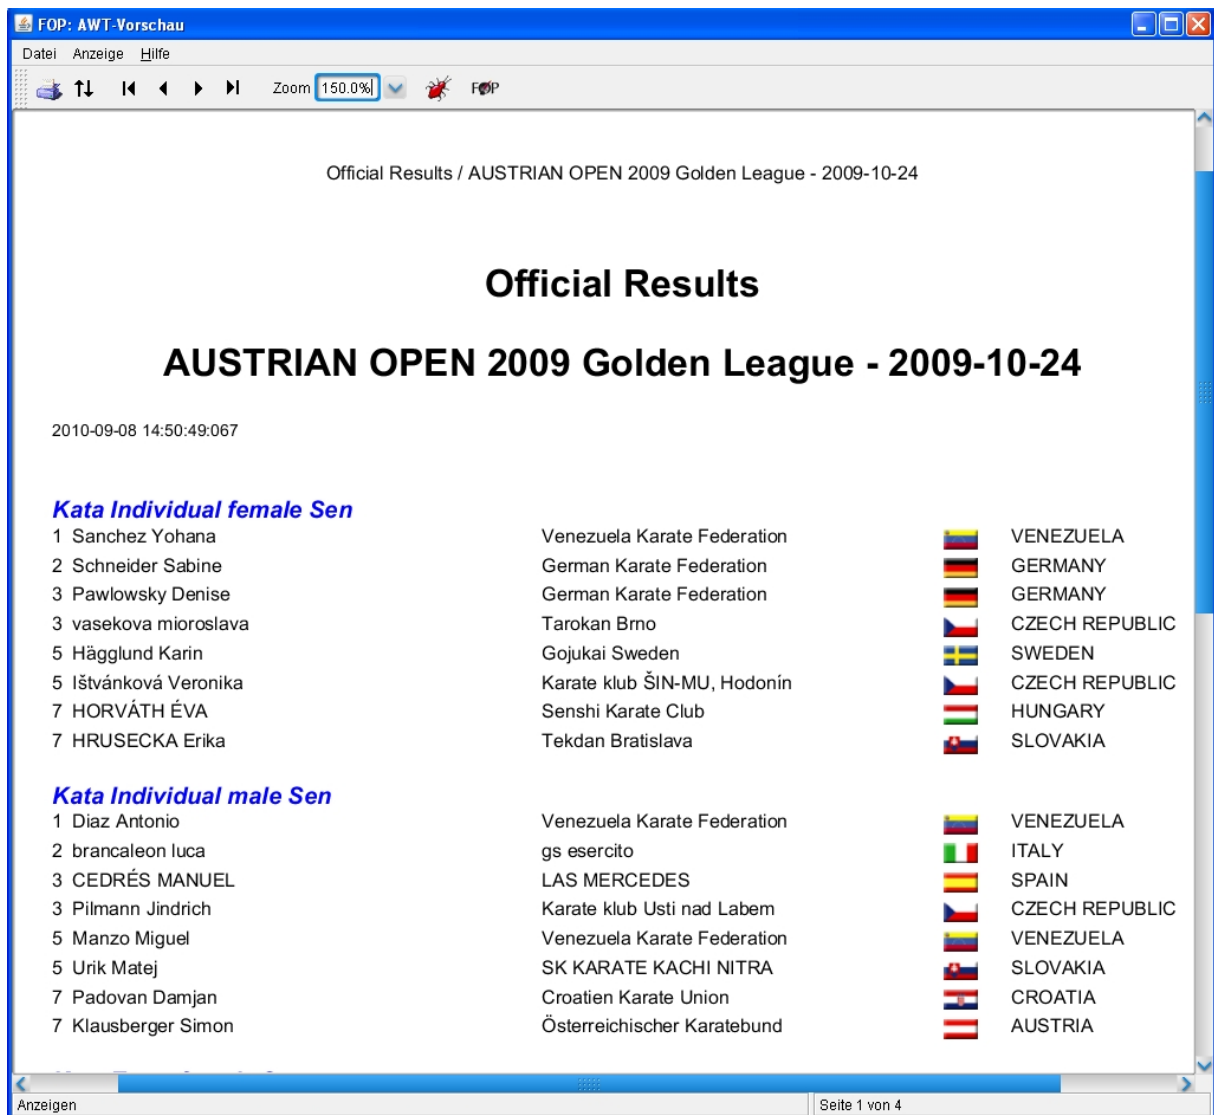 FOP: AWT-Vorschau
Datei Anzeige Hilfe
Zoom 150.0% FOP
Official Results / AUSTRIAN OPEN 2009 Golden League - 2009-10-24
Official Results
AUSTRIAN OPEN 2009 Golden League - 2009-10-24
2010-09-08 14:50:49:067
Kata Individual female Sen
1 Sanchez Yohana Venezuela Karate Federation VENEZUELA
2 Schneider Sabine German Karate Federation GERMANY
3 Pawlowsky Denise German Karate Federation GERMANY
3 vasekova mioroslava Tarokan Brno CZECH REPUBLIC
5 Hägglund Karin Gojukai Sweden SWEDEN
5 Ištvánková Veronika Karate klub ŠIN-MU, Hodonín CZECH REPUBLIC
7 HORVÁTH ÉVA Senshi Karate Club HUNGARY
7 HRUSECKA Erika Tekdan Bratislava SLOVAKIA
Kata Individual male Sen
1 Diaz Antonio Venezuela Karate Federation VENEZUELA
2 brancaleon luca gs esercito ITALY
3 CEDRÉS MANUEL LAS MERCEDES SPAIN
3 Pilmann Jindrich Karate klub Usti nad Labem CZECH REPUBLIC
5 Manzo Miguel Venezuela Karate Federation VENEZUELA
5 Urik Matej SK KARATE KACHI NITRA SLOVAKIA
7 Padovan Damjan Croatien Karate Union CROATIA
7 Klausberger Simon Österreichischer Karatebund AUSTRIA
Anzeigen Seite 1 von 4